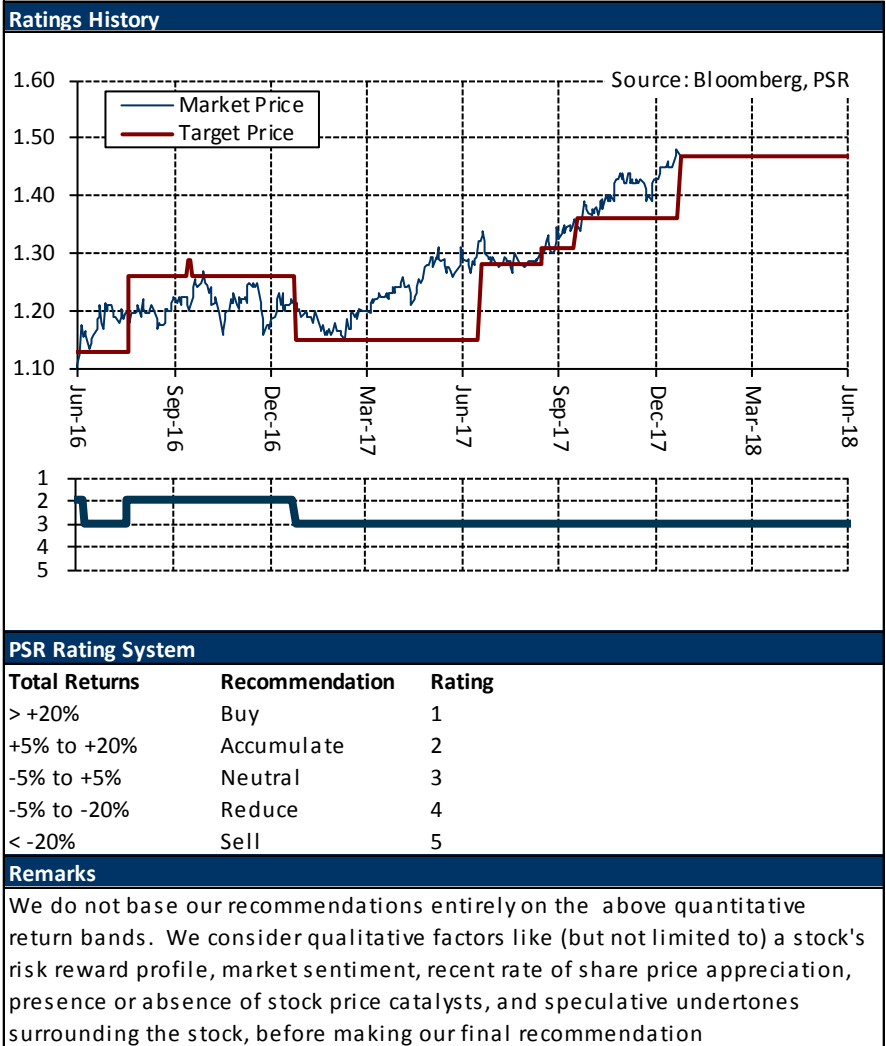 Ratings History
Source: Bloomberg, PSR
Market Price
Target Price
1.60
1.50
1.40
1.30
1.20
1.10
Jun-16
Sep-16
Dec-16
Mar-17
Jun-17
Sep-17
Dec-17
Mar-18
Jun-18
1
2
3
4
5
PSR Rating System
Total Returns Recommendation Rating
> +20% Buy 1
+5% to +20% Accumulate 2
-5% to +5% Neutral 3
-5% to -20% Reduce 4
< -20% Sell 5
Remarks
We do not base our recommendations entirely on the above quantitative
return bands. We consider qualitative factors like (but not limited to) a stock's
risk reward profile, market sentiment, recent rate of share price appreciation,
presence or absence of stock price catalysts, and speculative undertones
surrounding the stock, before making our final recommendation